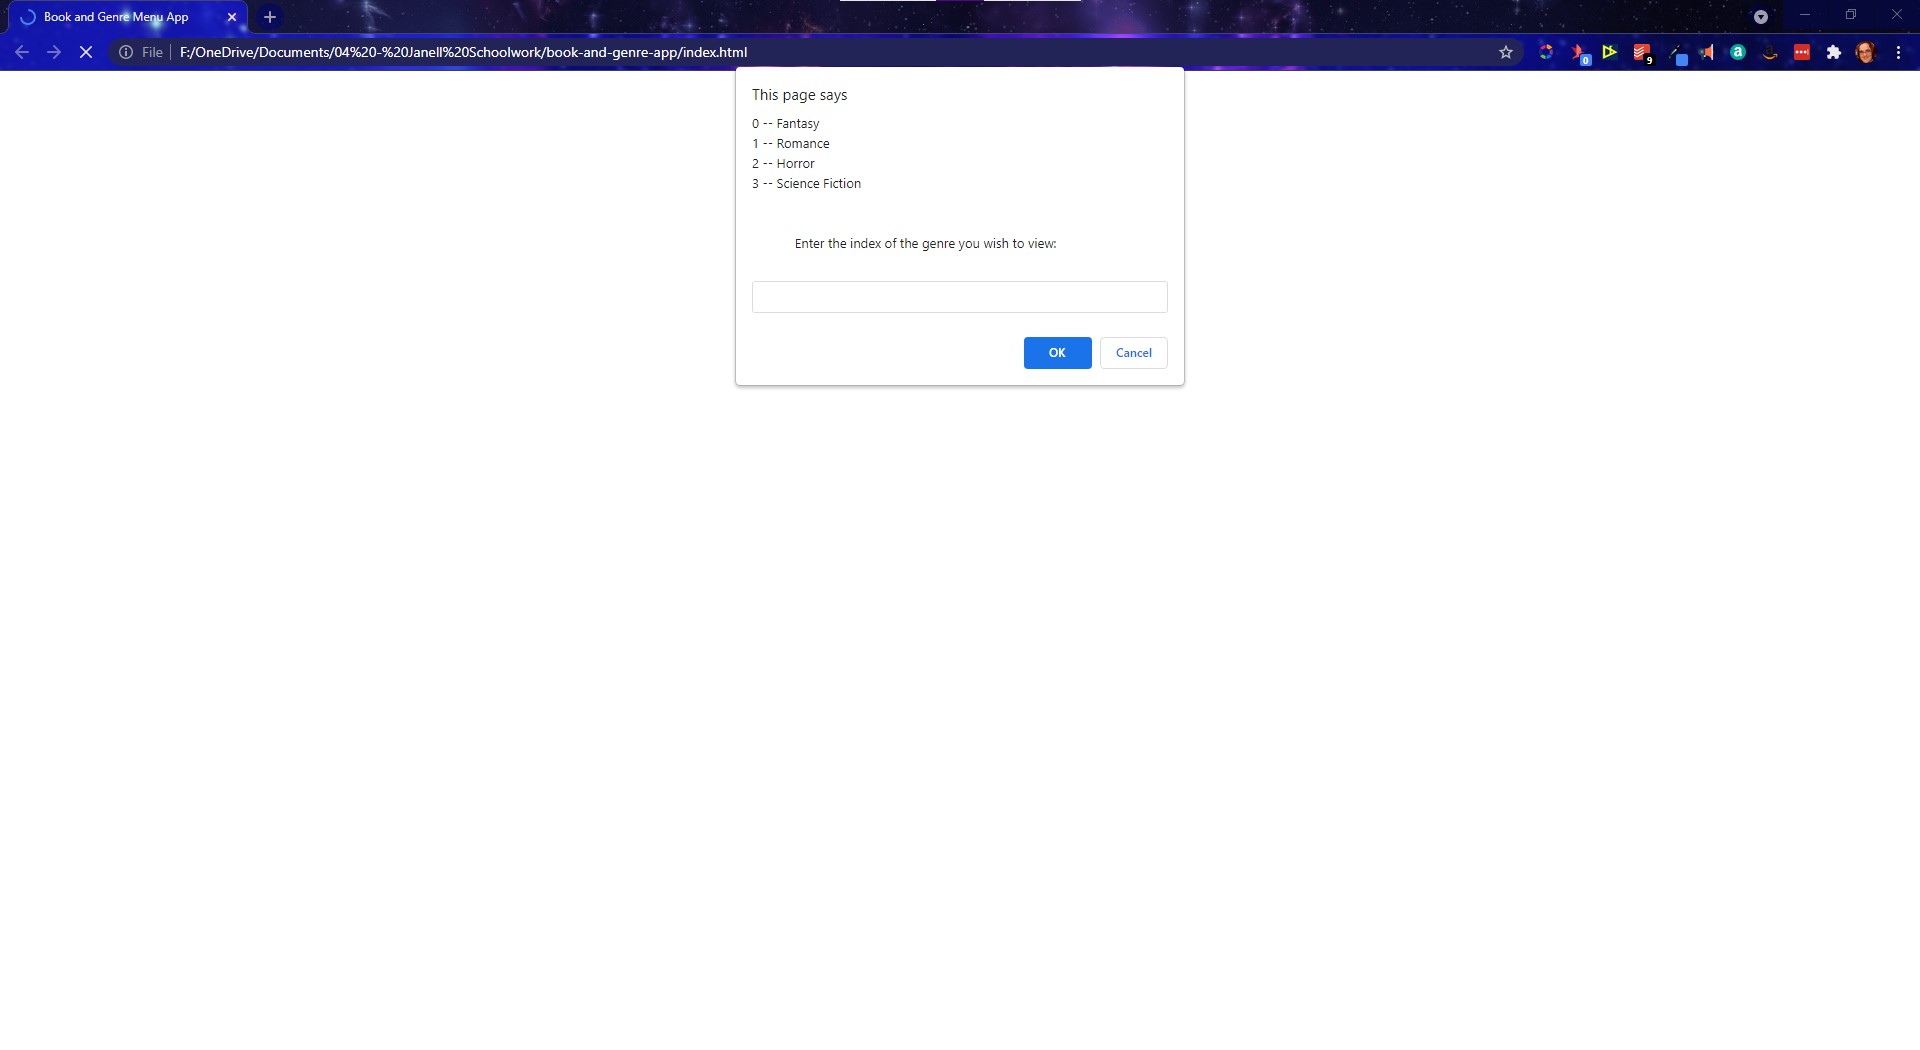 Book and Genre Menu App
File
F:/OneDrive/Documents/04%20-%20Janell%20Schoolwork/book-and-genre-app/index.html
0
9
a
This page says
0 -- Fantasy
1 -- Romance
2 -- Horror
3 -- Science Fiction
Enter the index of the genre you wish to view:
OK
Cancel